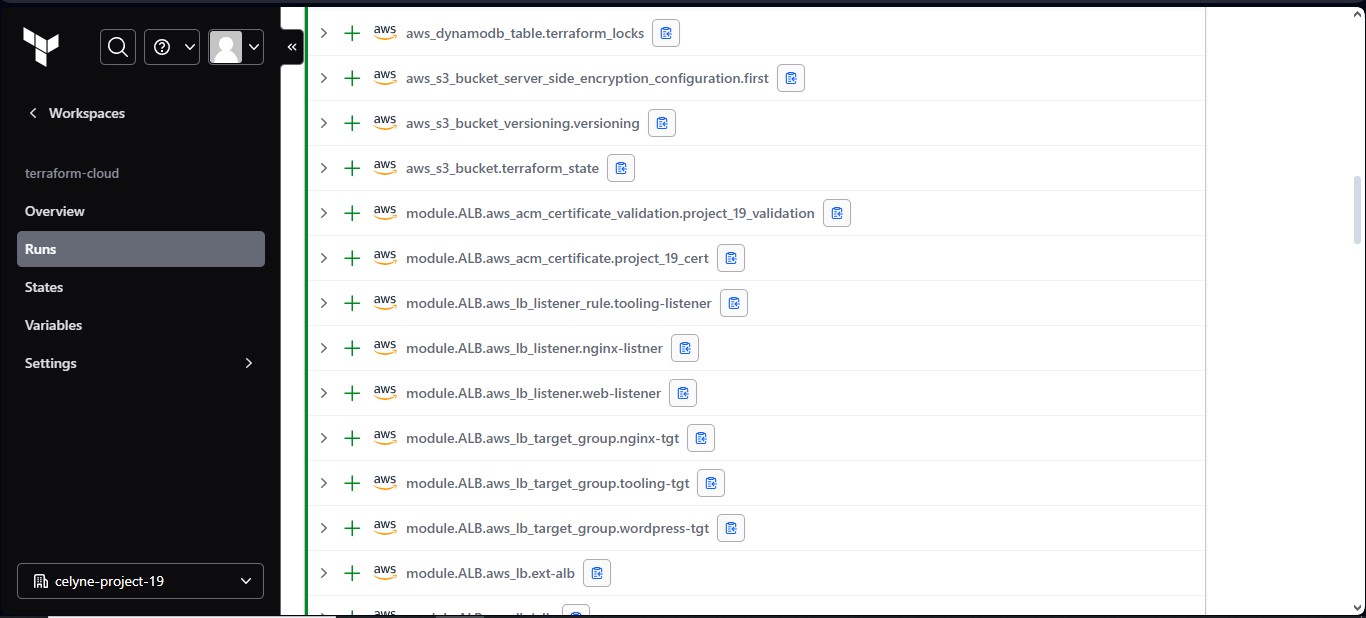 «
Workspaces
terraform-cloud
Overview
Runs
States
Variables
Settings
celyne-project-19
aws aws_dynamodb_table.terraform_locks
aws aws_s3_bucket_server_side_encryption_configuration.first
aws aws_s3_bucket_versioning.versioning
aws aws_s3_bucket.terraform_state
aws module.ALB.aws_acm_certificate_validation.project_19_validation
aws module.ALB.aws_acm_certificate.project_19_cert
aws module.ALB.aws_lb_listener_rule.tooling-listener
aws module.ALB.aws_lb_listener.nginx-listner
aws module.ALB.aws_lb_listener.web-listener
aws module.ALB.aws_lb_target_group.nginx-tgt
aws module.ALB.aws_lb_target_group.tooling-tgt
aws module.ALB.aws_lb_target_group.wordpress-tgt
aws module.ALB.aws_lb.ext-alb
aws